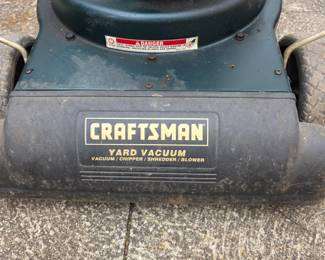 DANGER
CRAFTSMAN
YARD VACUUM
VACUUM / CHIPPER / SHREDDER / BLOWER